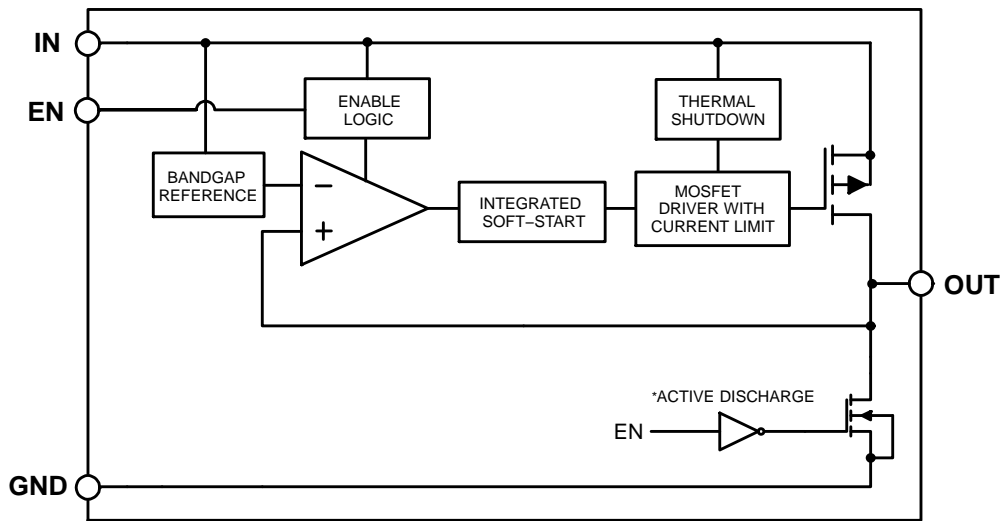 IN
EN
ENABLE
LOGIC
THERMAL
SHUTDOWN
BANDGAP
REFERENCE
−
+
INTEGRATED
SOFT−START
MOSFET
DRIVER WITH
CURRENT LIMIT
OUT
*ACTIVE DISCHARGE
EN
GND